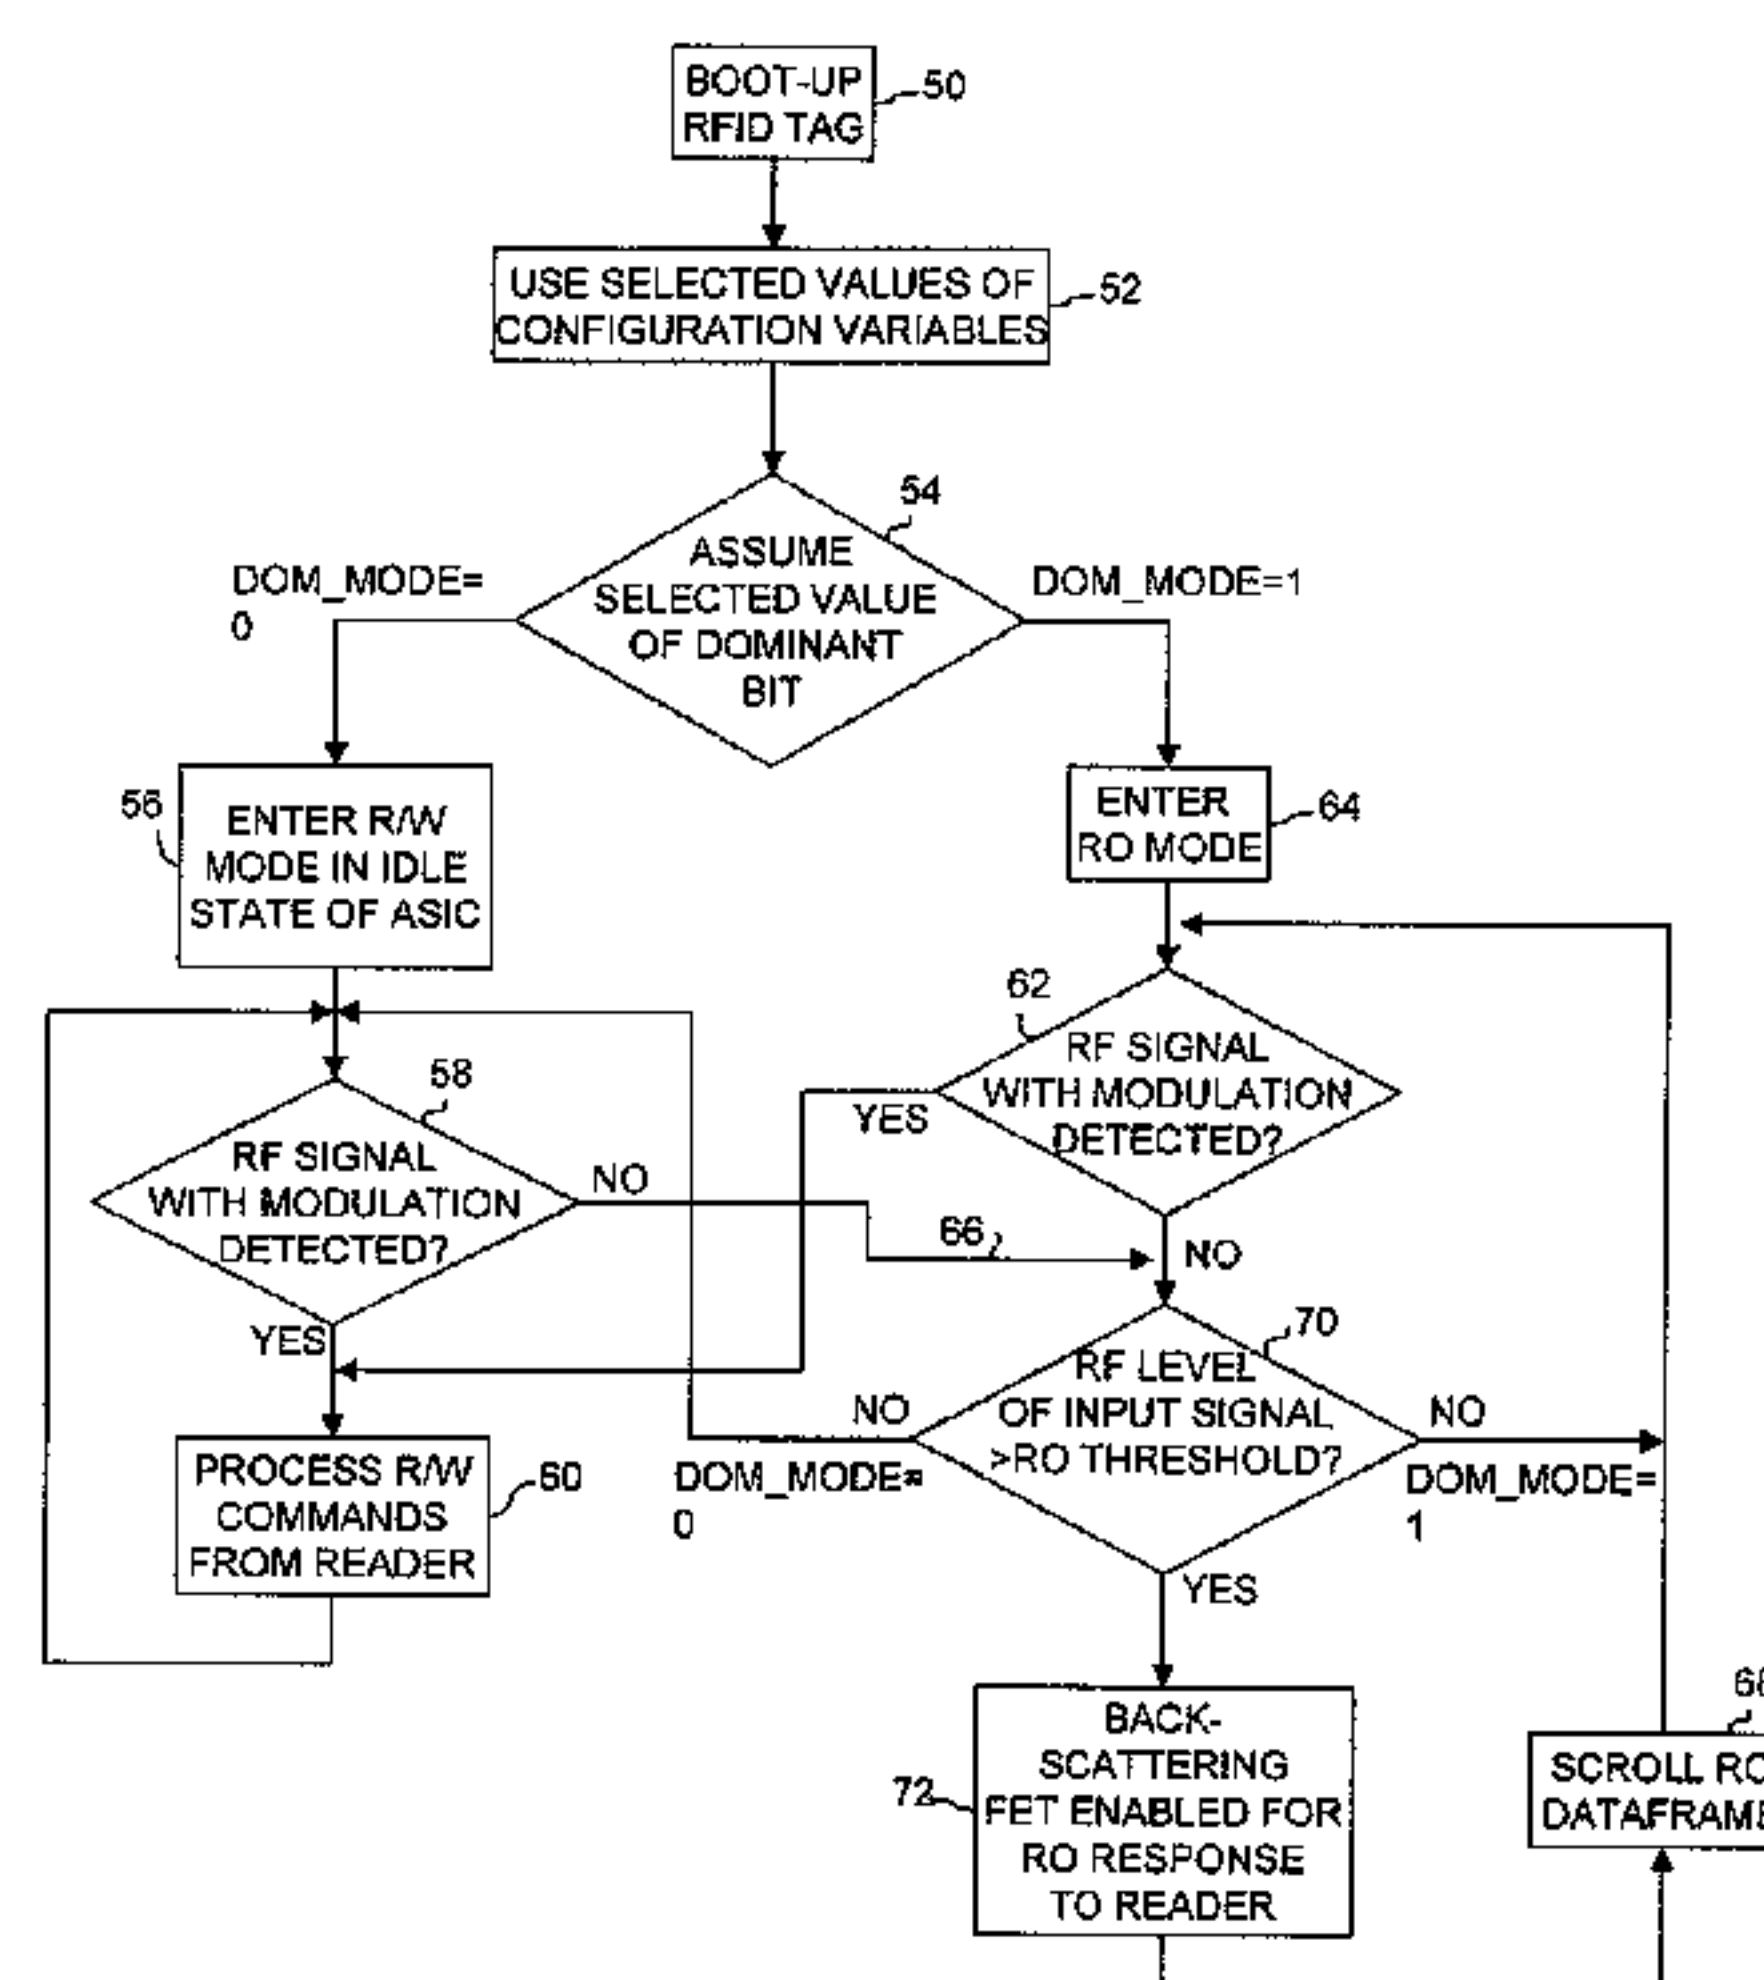 BOOT-UP
RFID TAG
50
USE SELECTED VALUES OF
CONFIGURATION VARIABLES
52
54
ASSUME
SELECTED VALUE
OF DOMINANT
BIT
DOM_MODE=
0
DOM_MODE=1
56
ENTER R/W
MODE IN IDLE
STATE OF ASIC
ENTER
RO MODE
64
62
RF SIGNAL
WITH MODULATION
DETECTED?
YES
NO
58
RF SIGNAL
WITH MODULATION
DETECTED?
NO
66
YES
70
RF LEVEL
OF INPUT SIGNAL
>RO THRESHOLD?
NO
DOM_MODE=
0
NO
DOM_MODE=
1
YES
PROCESS R/W
COMMANDS
FROM READER
60
BACK-
SCATTERING
FET ENABLED FOR
RO RESPONSE
TO READER
72
SCROLL